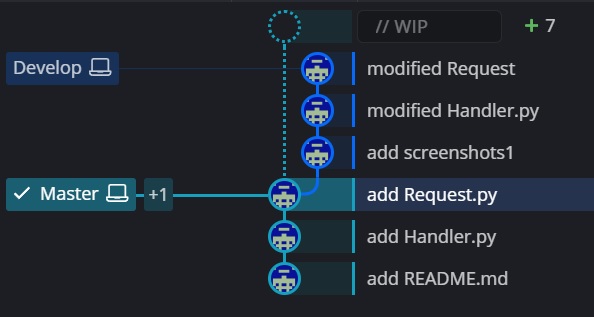 // WIP + 7
Develop modified Request
modified Handler.py
add screenshots1
Master +1 add Request.py
add Handler.py
add README.md